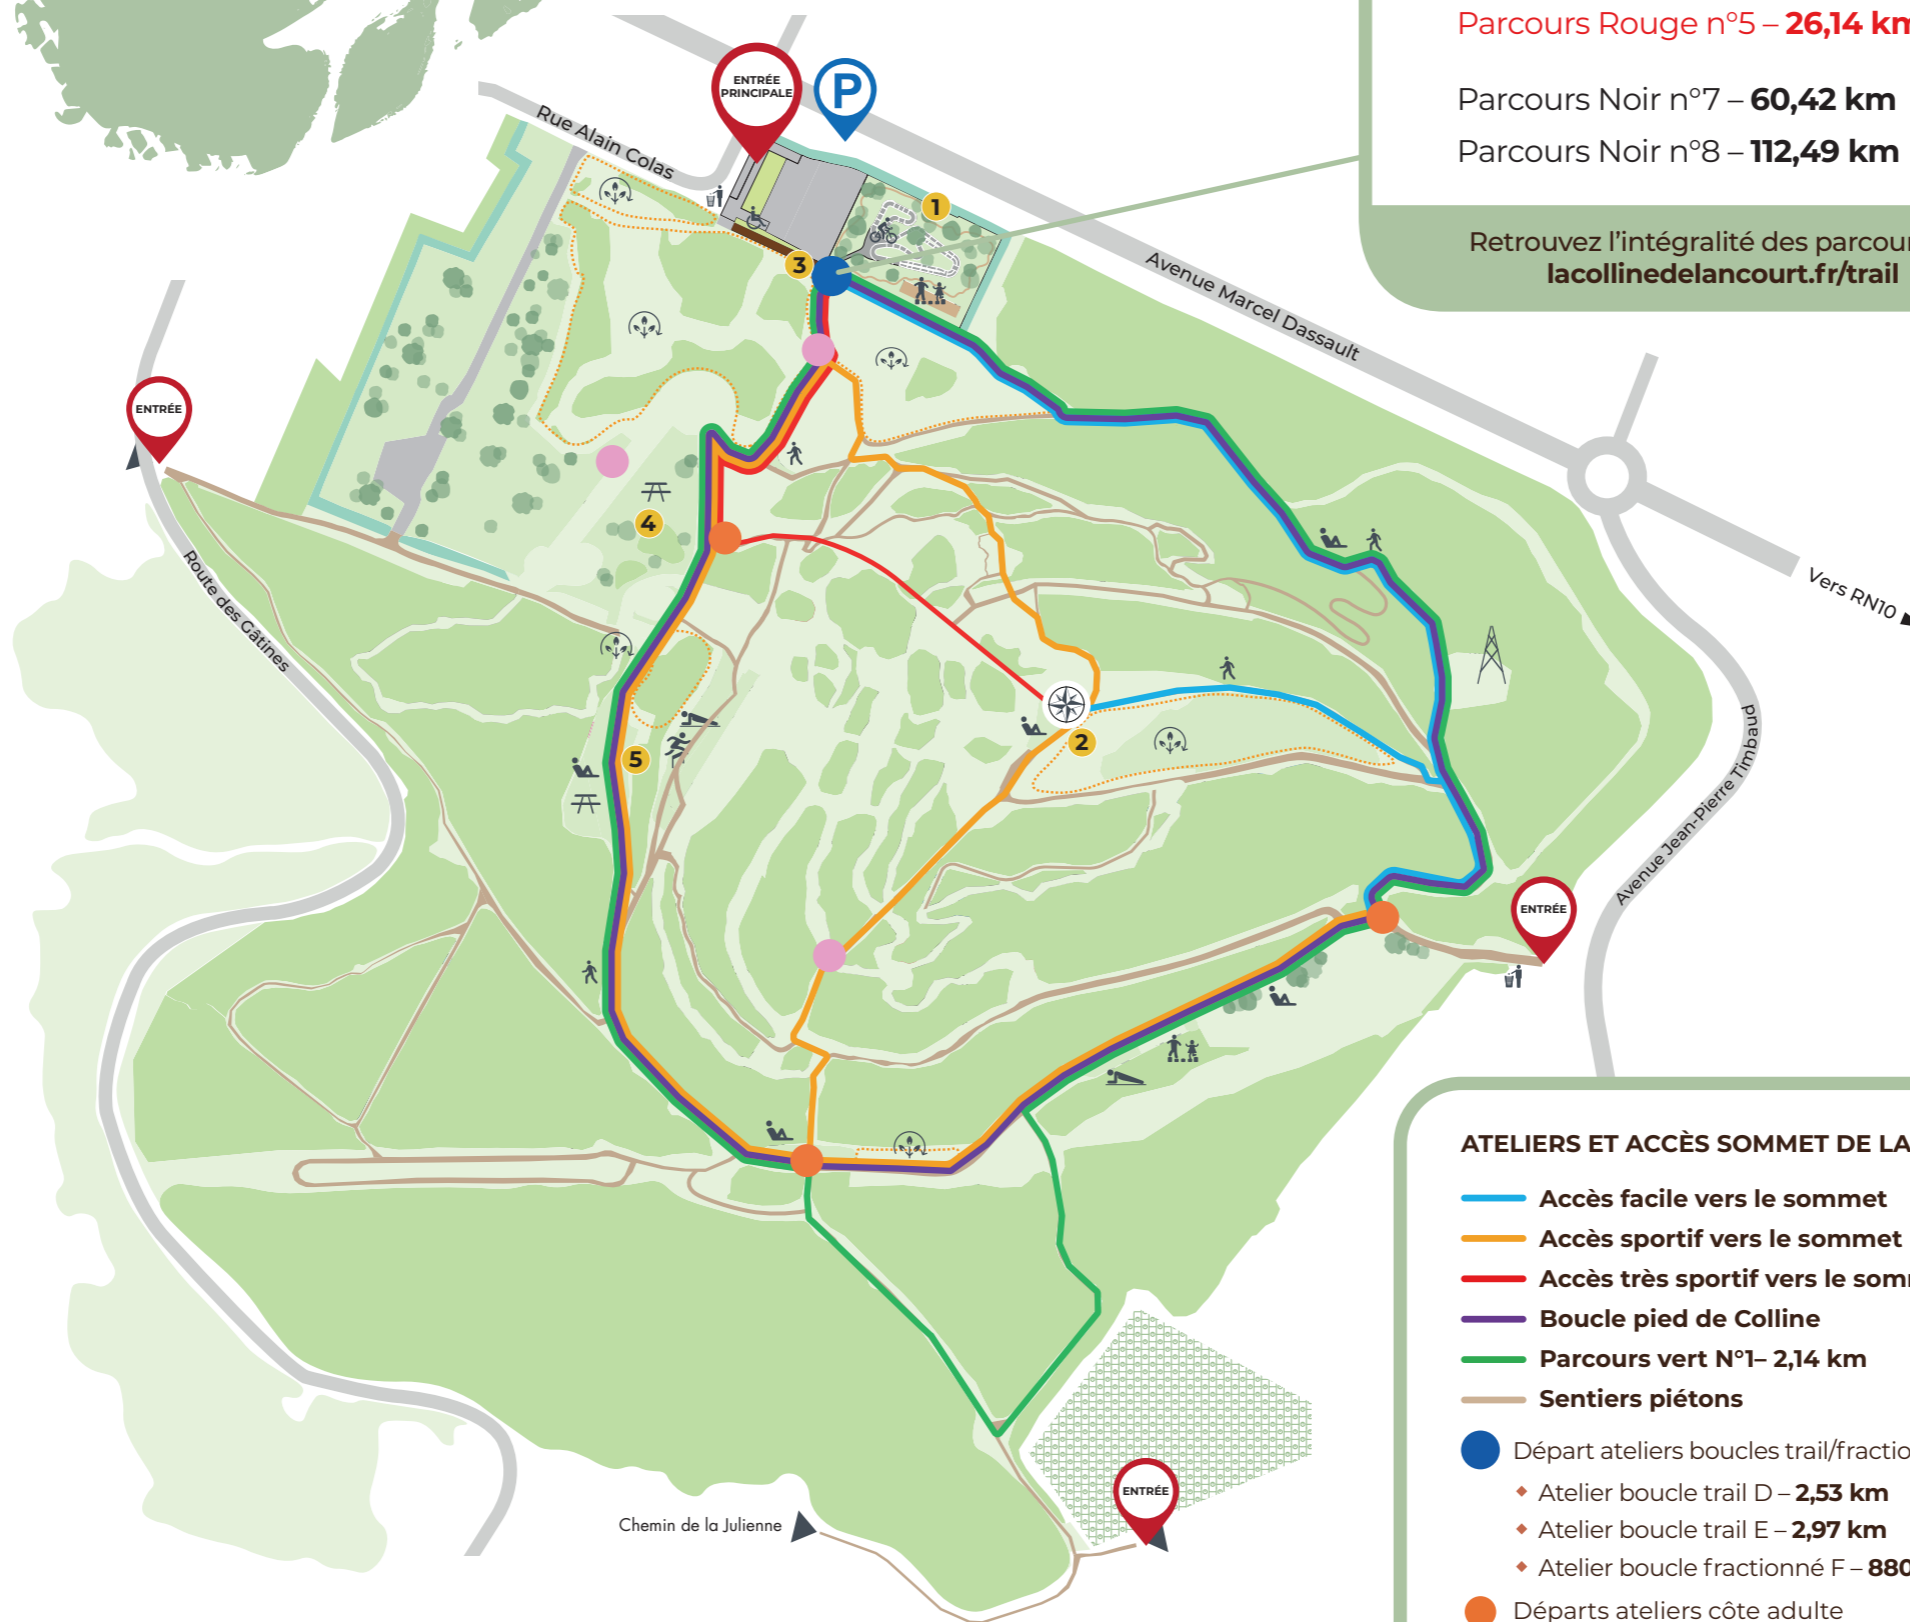 Parcours Rouge n°5 – 26,14 km
Parcours Noir n°7 – 60,42 km
Parcours Noir n°8 – 112,49 km
Retrouvez l’intégralité des parcour
lacollinedelancourt.fr/trail
ENTRÉE
PRINCIPALE
P
Rue Alain Colas
1
3
Avenue Marcel Dassault
ENTRÉE
4
Route des Gâtines
Vers RN10
2
5
Avenue Jean-Pierre Timbaud
ENTRÉE
ENTRÉE
Chemin de la Julienne
ATELIERS ET ACCÈS SOMMET DE LA
Accès facile vers le sommet
Accès sportif vers le sommet
Accès très sportif vers le somm
Boucle pied de Colline
Parcours vert N°1– 2,14 km
Sentiers piétons
Départ ateliers boucles trail/fractio
Atelier boucle trail D – 2,53 km
Atelier boucle trail E – 2,97 km
Atelier boucle fractionné F – 880
Départs ateliers côte adulte